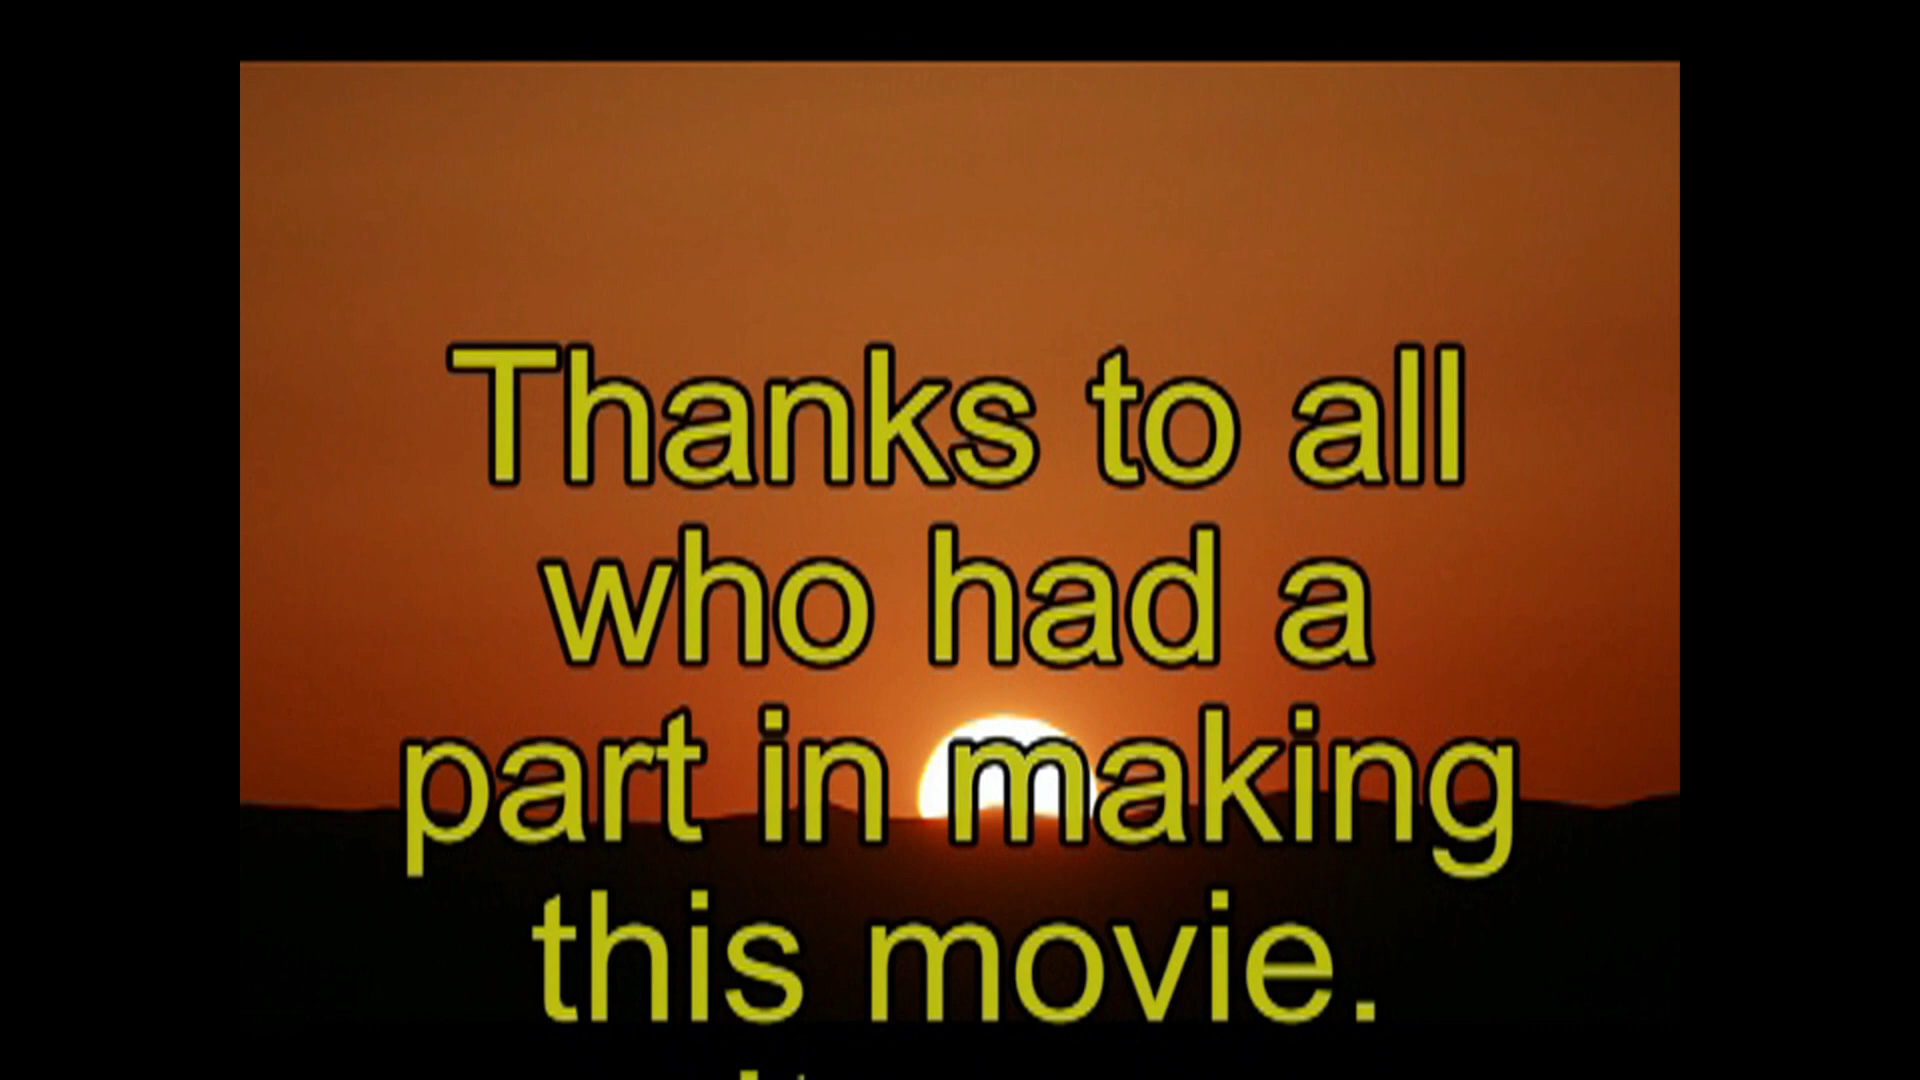 Thanks to all
who had a
part in making
this movie.